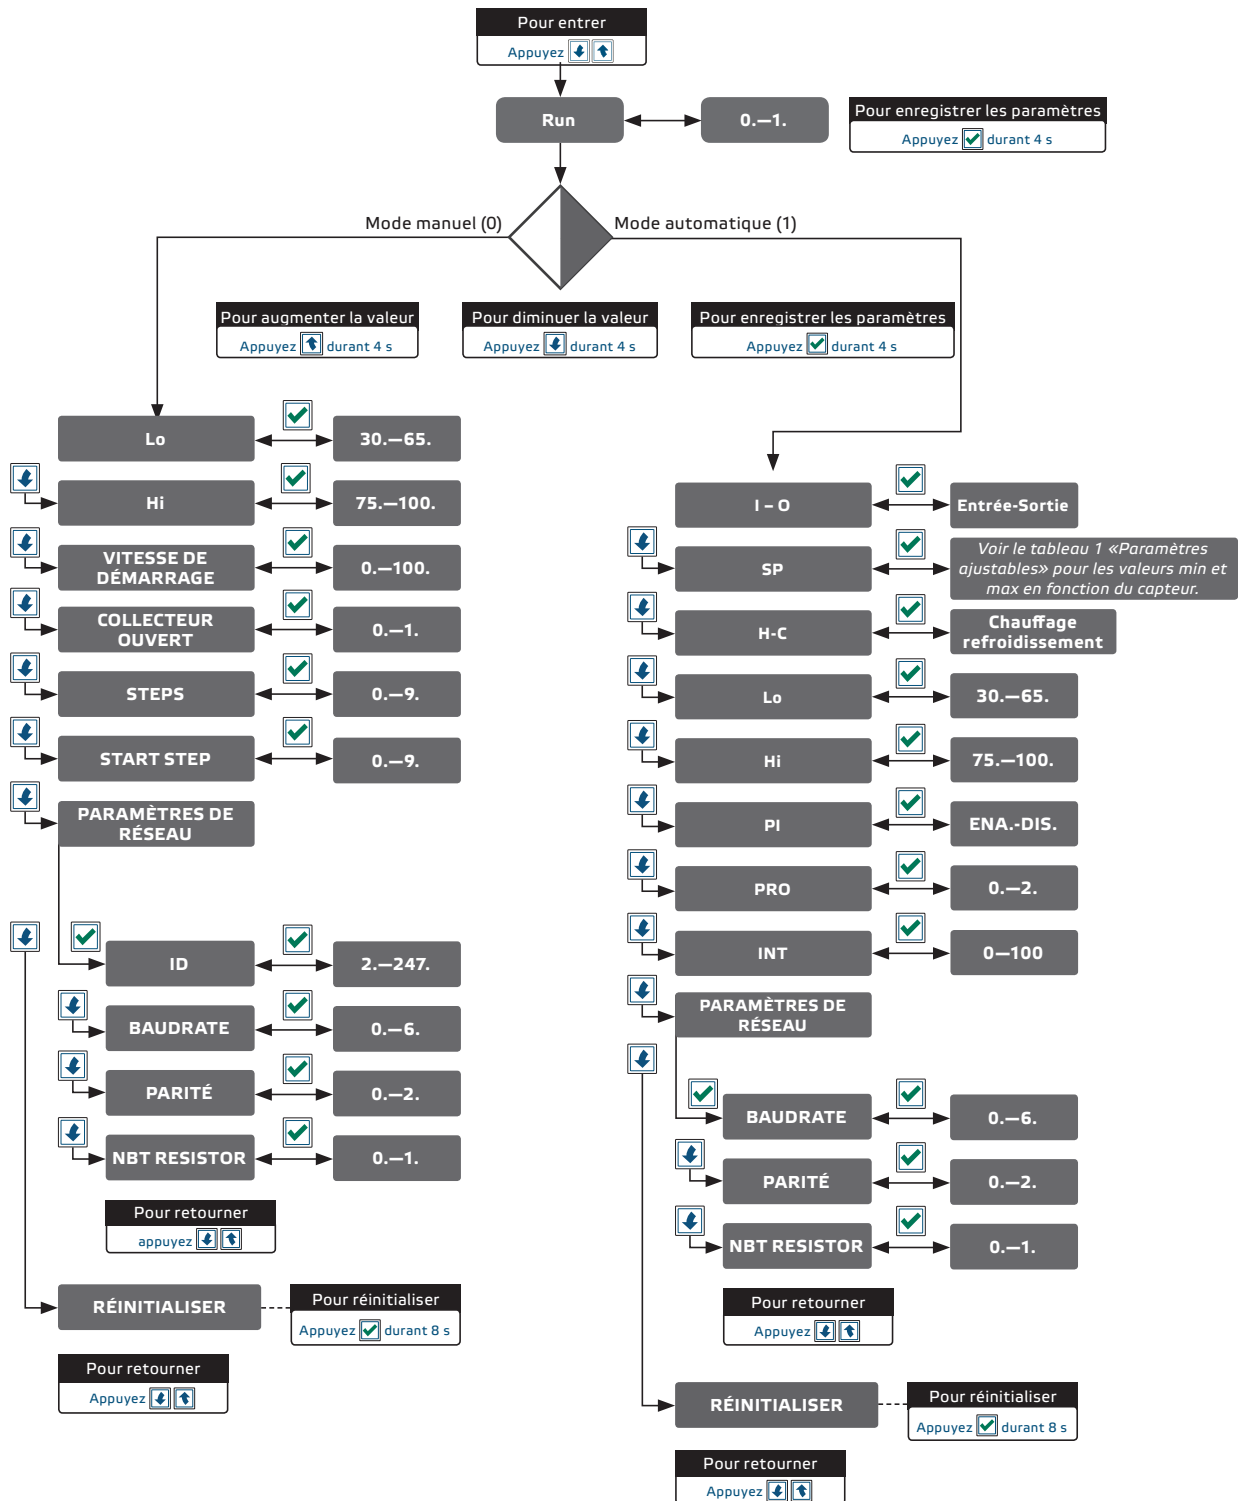 Pour entrer
Appuyez
Run
0.—1.
Pour enregistrer les paramètres
Appuyez durant 4 s
Mode manuel (0)
Mode automatique (1)
Pour augmenter la valeur
Appuyez durant 4 s
Pour diminuer la valeur
Appuyez durant 4 s
Pour enregistrer les paramètres
Appuyez durant 4 s
Lo
30.—65.
Hi
75.—100.
VITESSE DE
DÉMARRAGE
0.—100.
COLLECTEUR
OUVERT
0.—1.
STEPS
0.—9.
START STEP
0.—9.
PARAMÈTRES DE
RÉSEAU
ID
2.—247.
BAUDRATE
0.—6.
PARITÉ
0.—2.
NBT RESISTOR
0.—1.
Pour retourner
appuyez
RÉINITIALISER
Pour réinitialiser
Appuyez durant 8 s
Pour retourner
Appuyez
I – O
Entrée-Sortie
SP
Voir le tableau 1 «Paramètres
ajustables» pour les valeurs min et
max en fonction du capteur.
H-C
Chauffage
refroidissement
Lo
30.—65.
Hi
75.—100.
PI
ENA.-DIS.
PRO
0.—2.
INT
0—100
PARAMÈTRES DE
RÉSEAU
BAUDRATE
0.—6.
PARITÉ
0.—2.
NBT RESISTOR
0.—1.
Pour retourner
Appuyez
RÉINITIALISER
Pour réinitialiser
Appuyez durant 8 s
Pour retourner
Appuyez